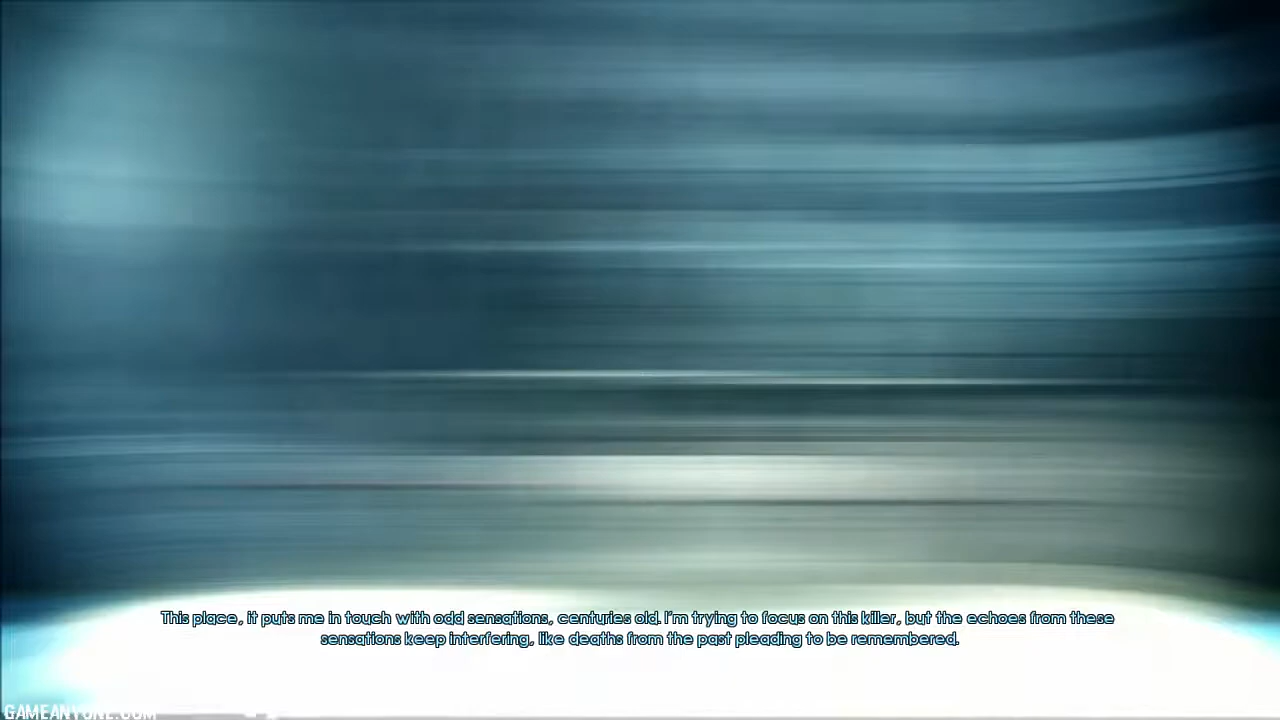 This place, it puts me in touch with odd sensations, centuries old. I'm trying to focus on this killer, but the echoes from these
sensations keep interfering, like deaths from the past pleading to be remembered.
GAMEANYONE.COM